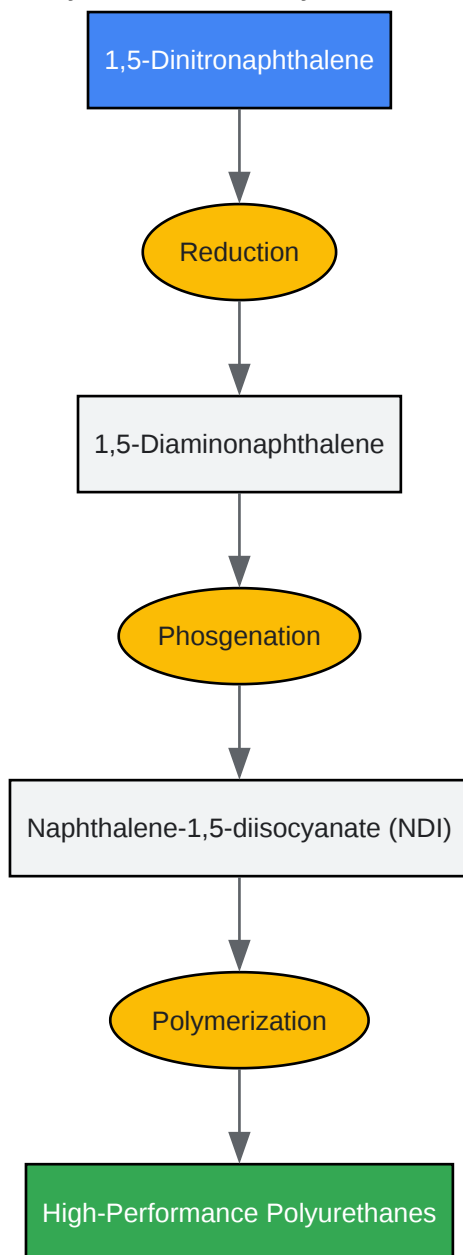 1,5-Dinitronaphthalene
Reduction
1,5-Diaminonaphthalene
Phosgenation
Naphthalene-1,5-diisocyanate (NDI)
Polymerization
High-Performance Polyurethanes